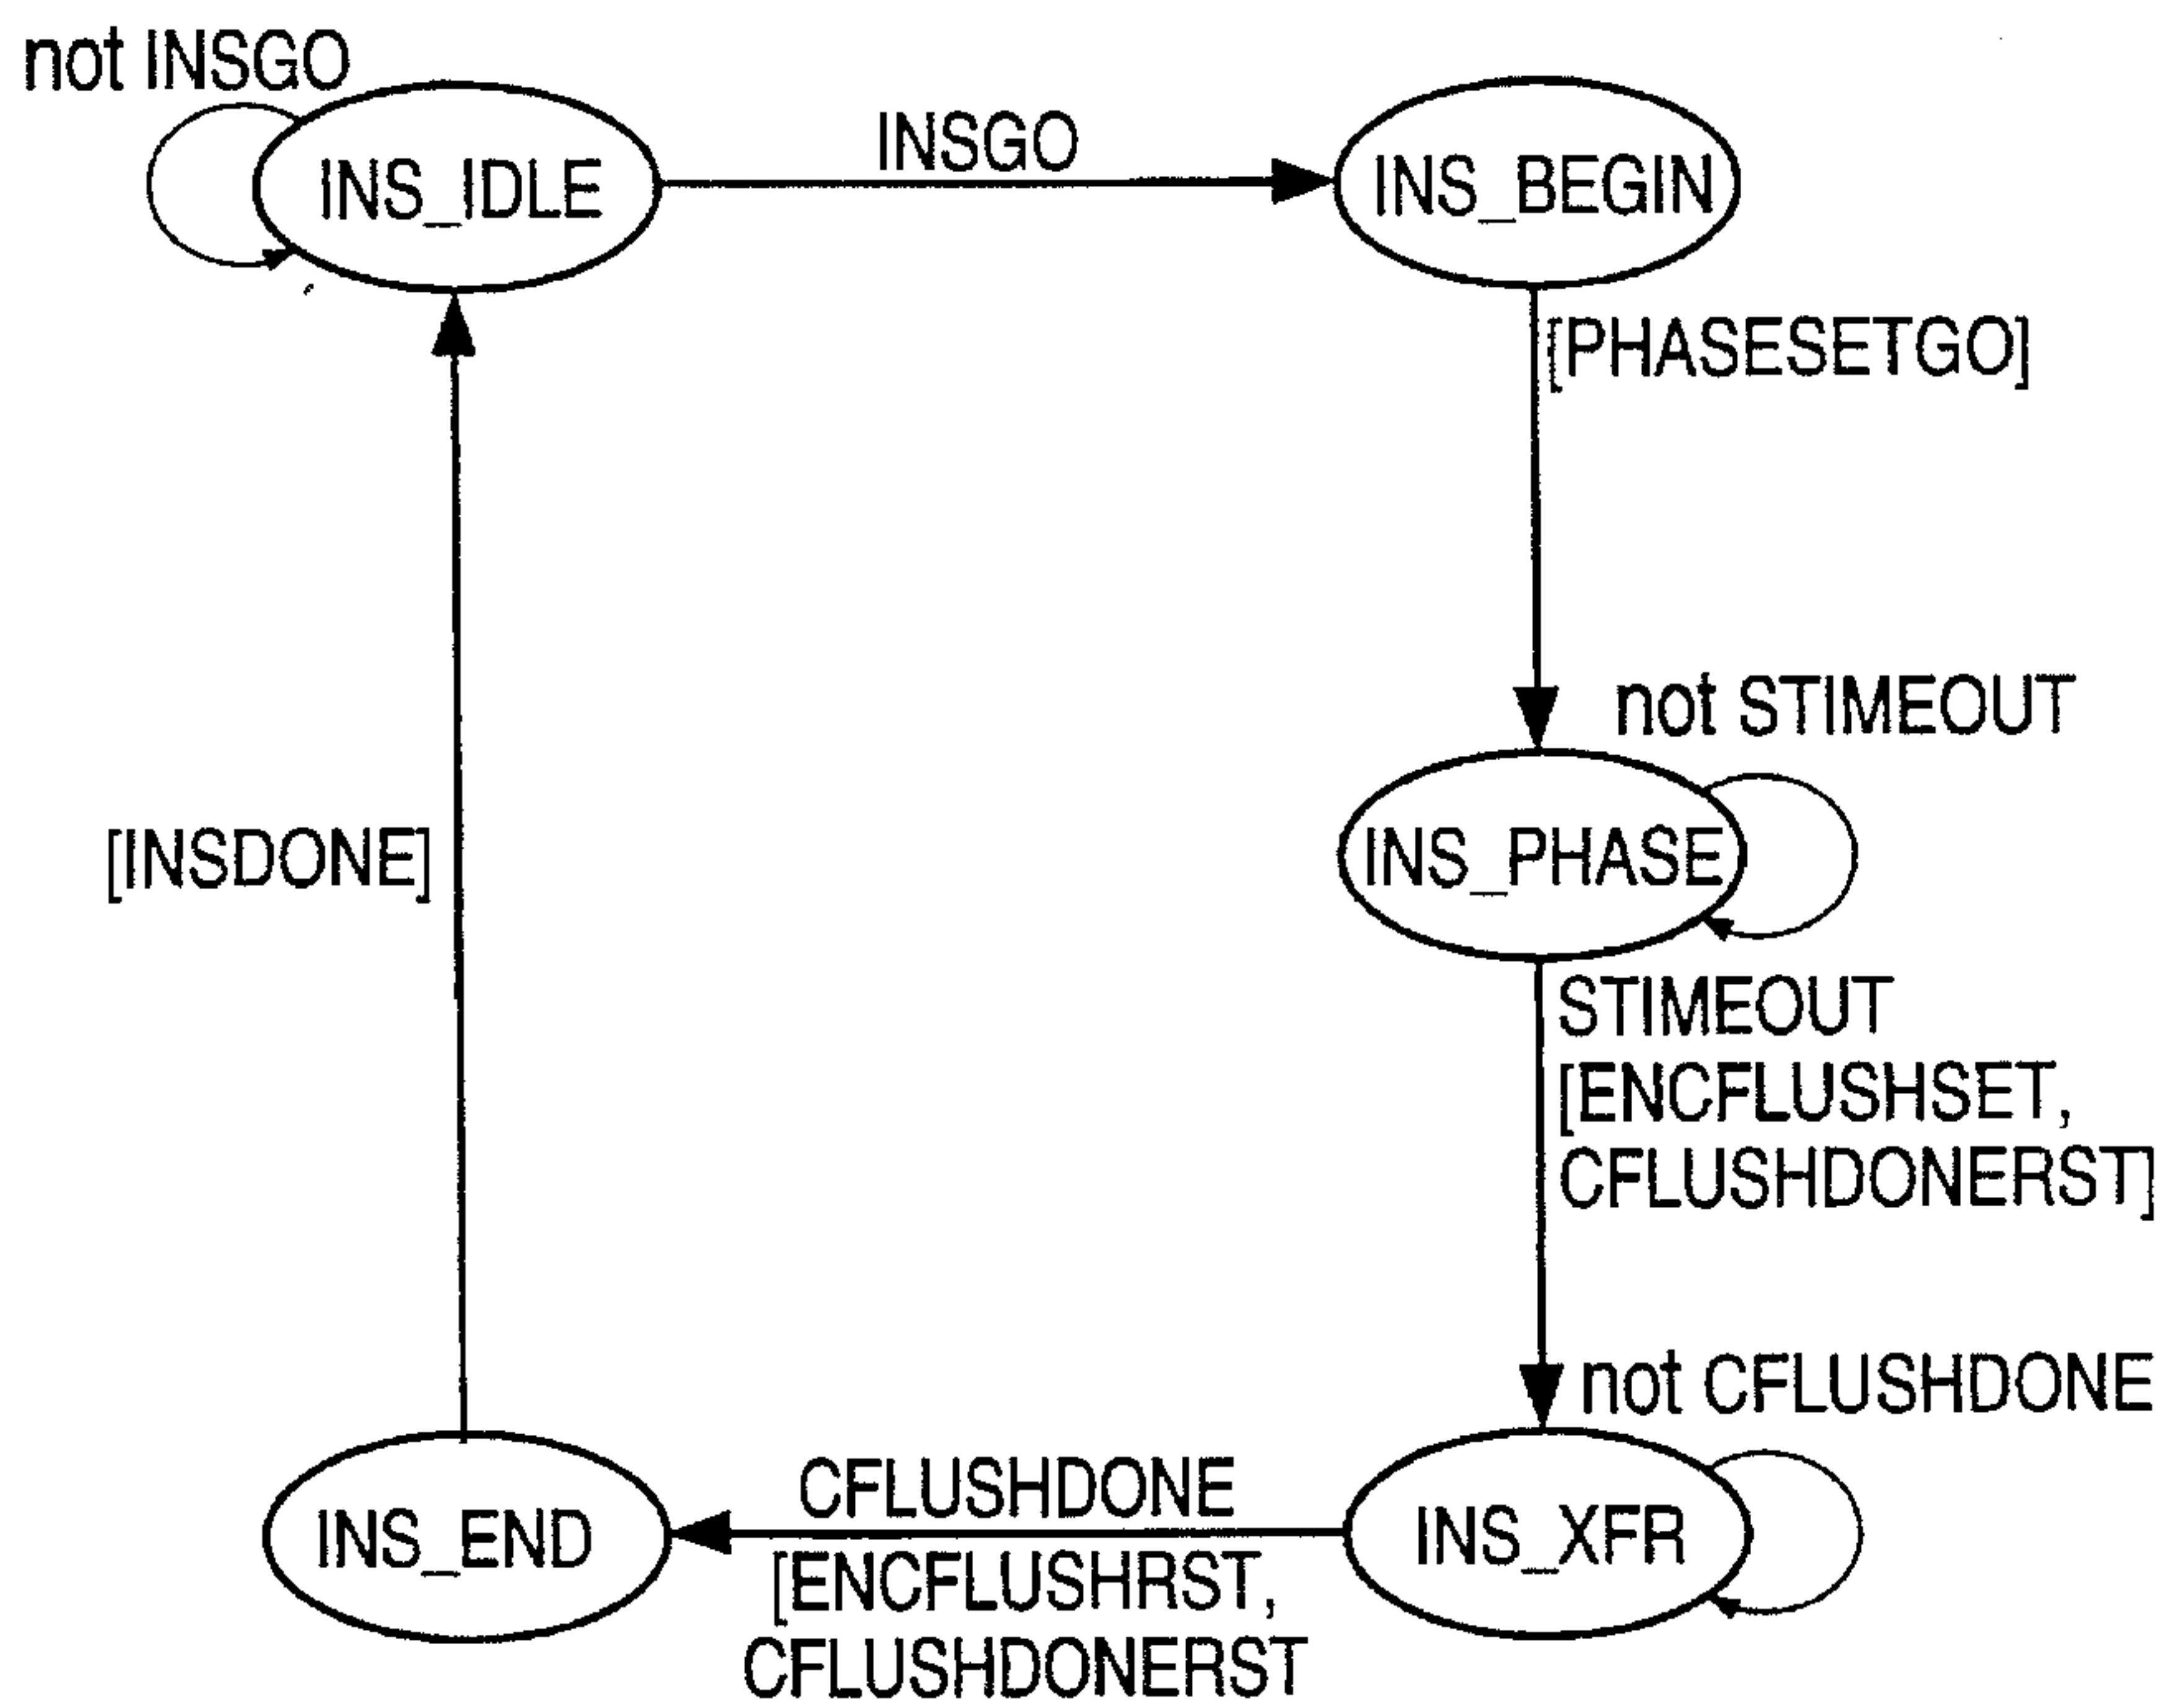 not INSGO
INS_IDLE
INSGO
INS_BEGIN
[PHASESETGO]
not STIMEOUT
INS_PHASE
[INSDONE]
STIMEOUT
[ENCFLUSHSET,
CFLUSHDONERST]
not CFLUSHDONE
INS_XFR
CFLUSHDONE
[ENCFLUSHRST,
CFLUSHDONERST
INS_END